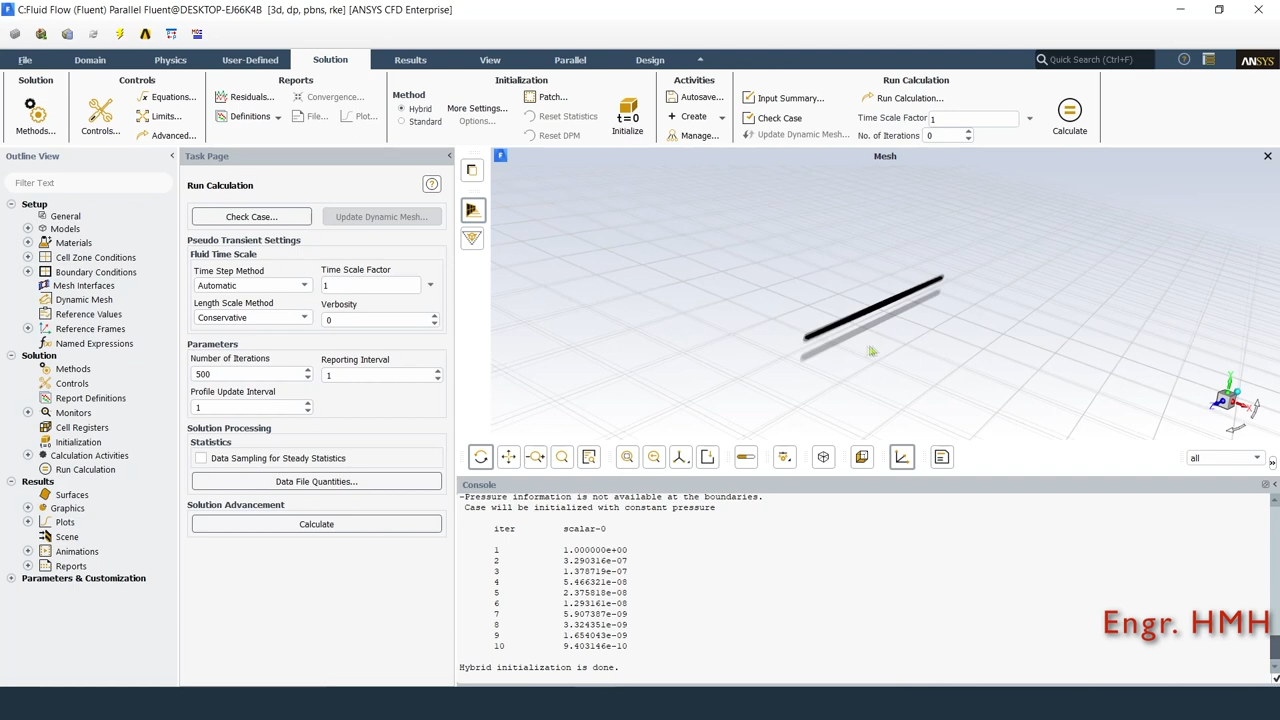 C:Fluid Flow (Fluent) Parallel Fluent@DESKTOP-EJ66K4B [3d, dp, pbns, rke] [ANSYS CFD Enterprise]
File Domain Physics User-Defined Solution Results View Parallel Design Quick Search (Ctrl+F) ANSYS
Solution Controls Reports Initialization Activities Run Calculation
Methods...
Controls...
Equations...
Limits...
Advanced...
Residuals...
Definitions
Convergence...
File...
Plot...
Method
Hybrid
Standard
More Settings...
Options...
Patch...
Reset Statistics
Reset DPM
t=0
Initialize
Autosave...
Create
Manage...
Input Summary...
Check Case
Update Dynamic Mesh...
Run Calculation...
Time Scale Factor 1
No. of Iterations 0
Calculate
Outline View
Filter Text
Setup
General
Models
Materials
Cell Zone Conditions
Boundary Conditions
Mesh Interfaces
Dynamic Mesh
Reference Values
Reference Frames
Named Expressions
Solution
Methods
Controls
Report Definitions
Monitors
Cell Registers
Initialization
Calculation Activities
Run Calculation
Results
Surfaces
Graphics
Plots
Scene
Animations
Reports
Parameters & Customization
Task Page
Run Calculation
Check Case... Update Dynamic Mesh...
Pseudo Transient Settings
Fluid Time Scale
Time Step Method Time Scale Factor
Automatic 1
Length Scale Method Verbosity
Conservative 0
Parameters
Number of Iterations Reporting Interval
500 1
Profile Update Interval
1
Solution Processing
Statistics
Data Sampling for Steady Statistics
Data File Quantities...
Solution Advancement
Calculate
Mesh
all
Console
-Pressure information is not available at the boundaries.
Case will be initialized with constant pressure
iter scalar-0
1 1.000000e+00
2 3.290316e-07
3 1.378719e-07
4 5.466321e-08
5 2.375818e-08
6 1.293161e-08
7 5.907387e-09
8 3.324351e-09
9 1.654043e-09
10 9.403146e-10
Hybrid initialization is done.
Engr. HMH